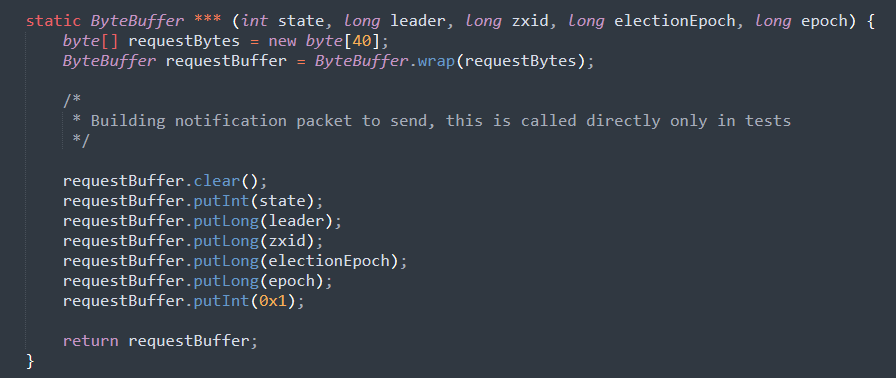 static ByteBuffer *** (int state, long leader, long zxid, long electionEpoch, long epoch) {
byte[] requestBytes = new byte[40];
ByteBuffer requestBuffer = ByteBuffer.wrap(requestBytes);
/*
* Building notification packet to send, this is called directly only in tests
*/
requestBuffer.clear();
requestBuffer.putInt(state);
requestBuffer.putLong(leader);
requestBuffer.putLong(zxid);
requestBuffer.putLong(electionEpoch);
requestBuffer.putLong(epoch);
requestBuffer.putInt(0x1);
return requestBuffer;
}